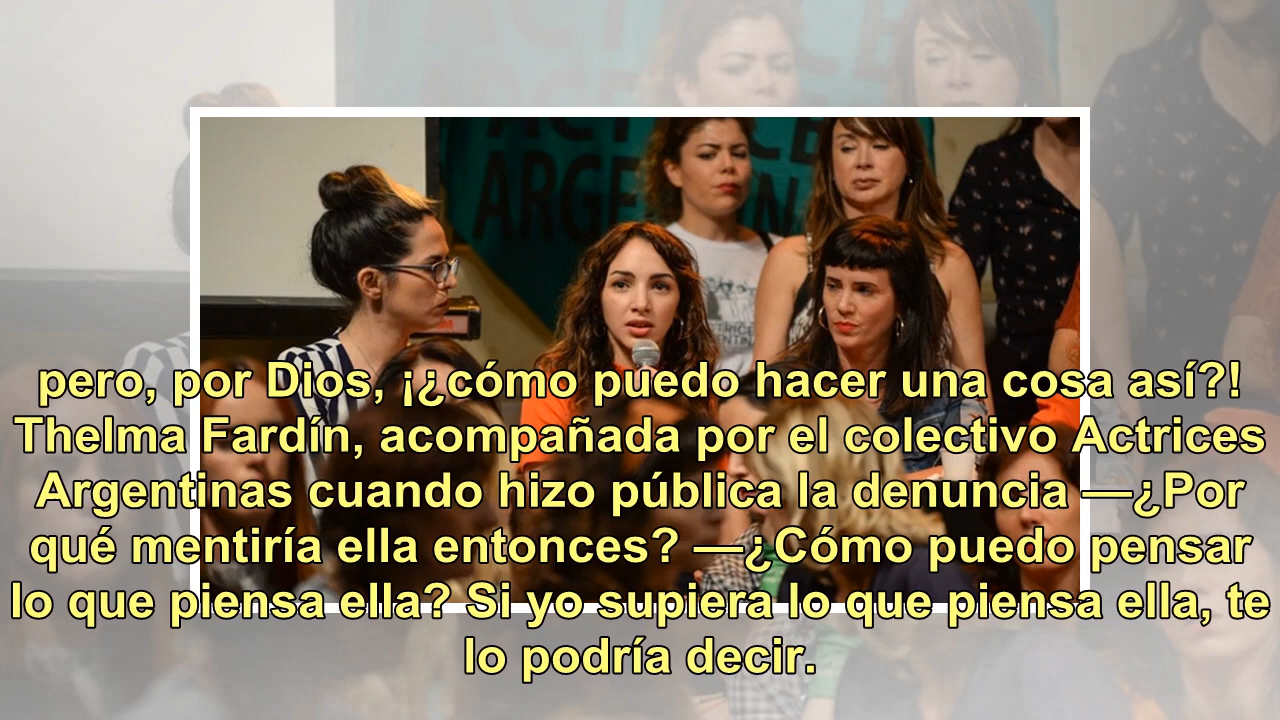 ACTRICES
ARGENTINAS
pero, por Dios, ¡¿cómo puedo hacer una cosa así?!
Thelma Fardín, acompañada por el colectivo Actrices
Argentinas cuando hizo pública la denuncia —¿Por
qué mentiría ella entonces? —¿Cómo puedo pensar
lo que piensa ella? Si yo supiera lo que piensa ella, te
lo podría decir.